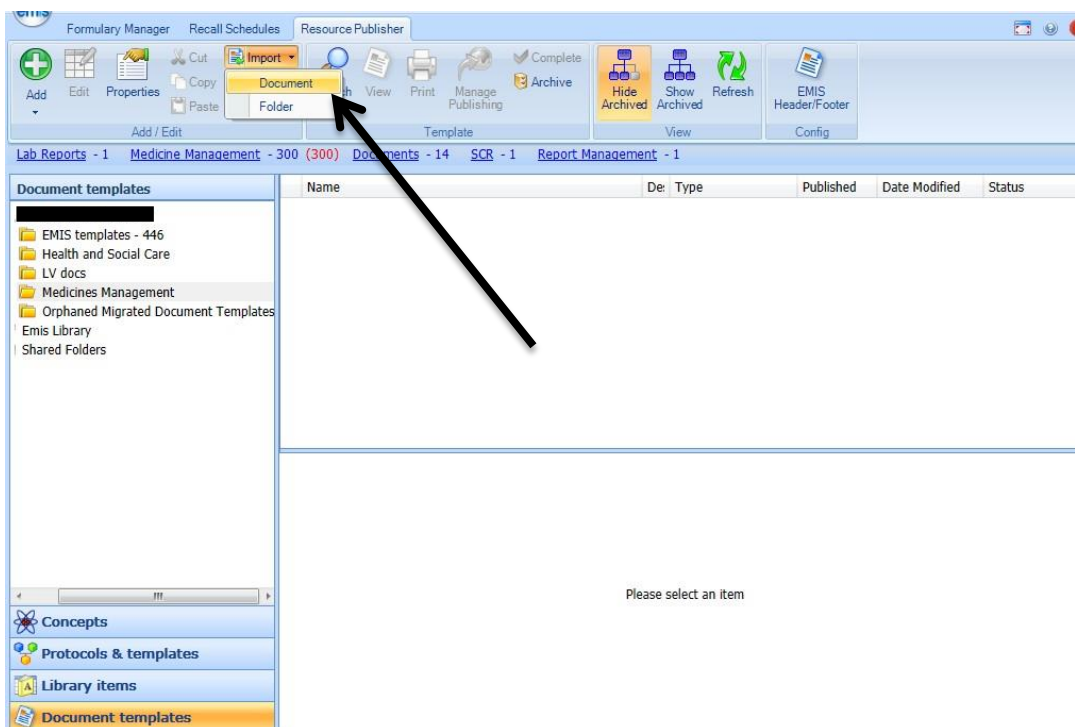 emis
Formulary Manager Recall Schedules Resource Publisher
Add Edit Properties Cut Copy Paste Import
Document
Folder
View Print Manage Publishing Complete Archive
Hide Archived Show Archived Refresh EMIS Header/Footer
Add / Edit Template View Config
Lab Reports - 1 Medicine Management - 300 (300) Documents - 14 SCR - 1 Report Management - 1
Document templates
Name De: Type Published Date Modified Status
EMIS templates - 446
Health and Social Care
LV docs
Medicines Management
Orphaned Migrated Document Templates
Emis Library
Shared Folders
Please select an item
Concepts
Protocols & templates
Library items
Document templates